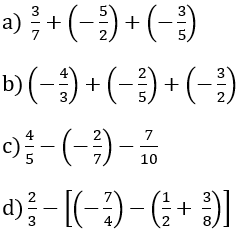 a) 3/7 + (−5/2) + (−3/5)
b) (−4/3) + (−2/5) + (−3/2)
c) 4/5 − (−2/7) − 7/10
d) 2/3 − [(−7/4) − (1/2 + 3/8)]